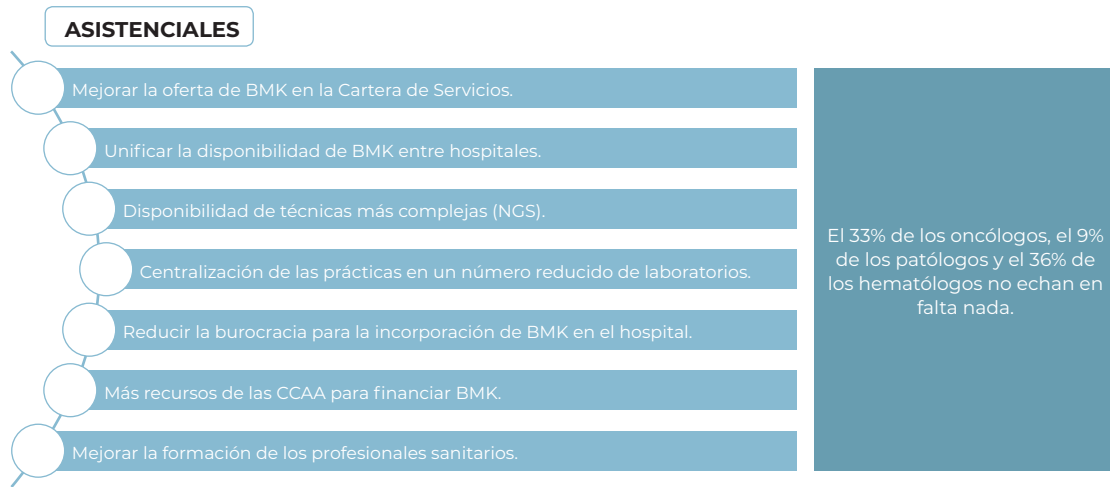 ASISTENCIALES
Mejorar la oferta de BMK en la Cartera de Servicios.
Unificar la disponibilidad de BMK entre hospitales.
Disponibilidad de técnicas más complejas (NGS).
Centralización de las prácticas en un número reducido de laboratorios.
Reducir la burocracia para la incorporación de BMK en el hospital.
Más recursos de las CCAA para financiar BMK.
Mejorar la formación de los profesionales sanitarios.
El 33% de los oncólogos, el 9%
de los patólogos y el 36% de
los hematólogos no echan en
falta nada.